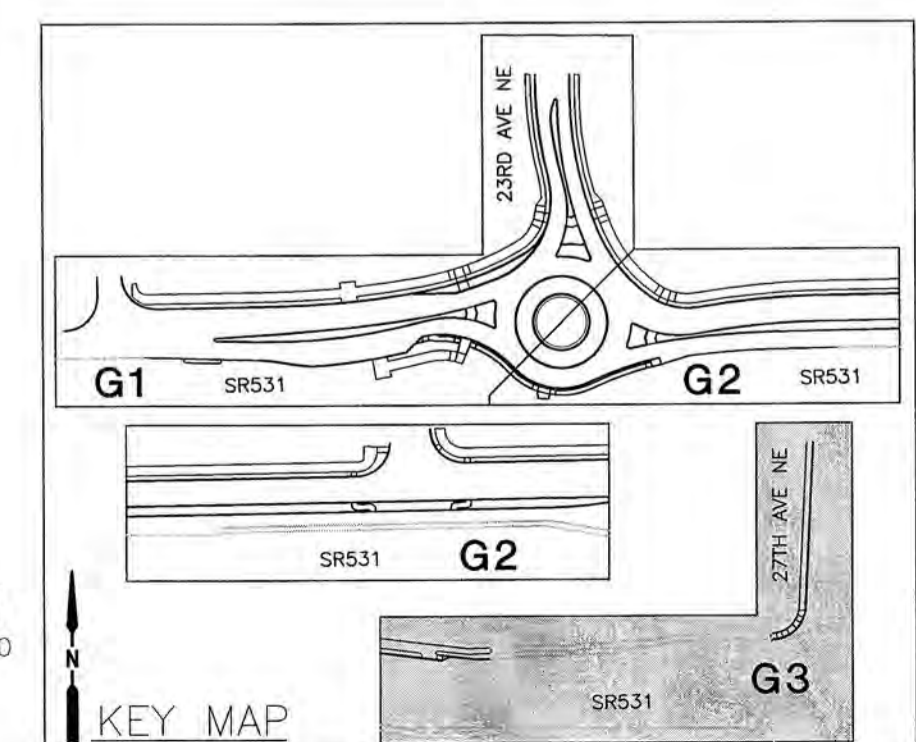 23RD AVE NE
G1
SR531
G2
SR531
SR531
G2
27TH AVE NE
G3
SR531
N
KEY MAP